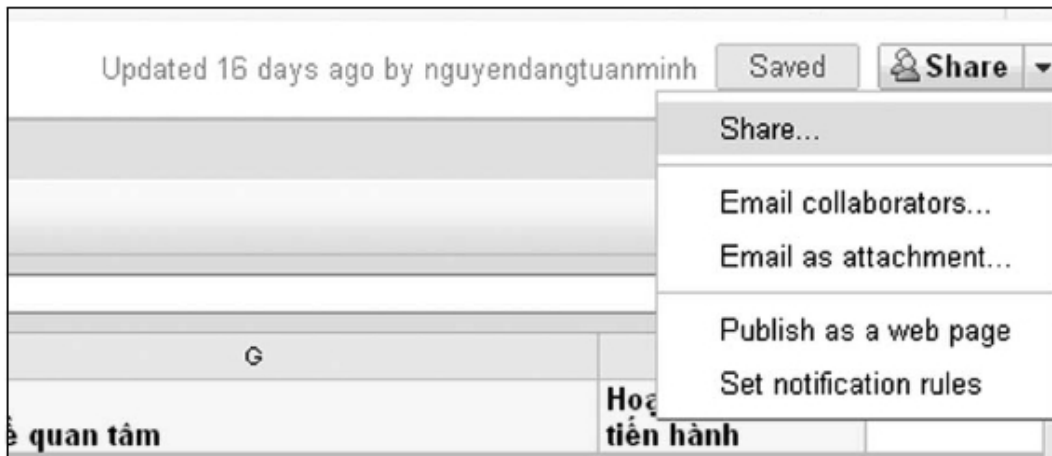 Updated 16 days ago by nguyendangtuanminh Saved Share
Share...
Email collaborators...
Email as attachment...
Publish as a web page
Set notification rules
G
quan tâm
tiến hành